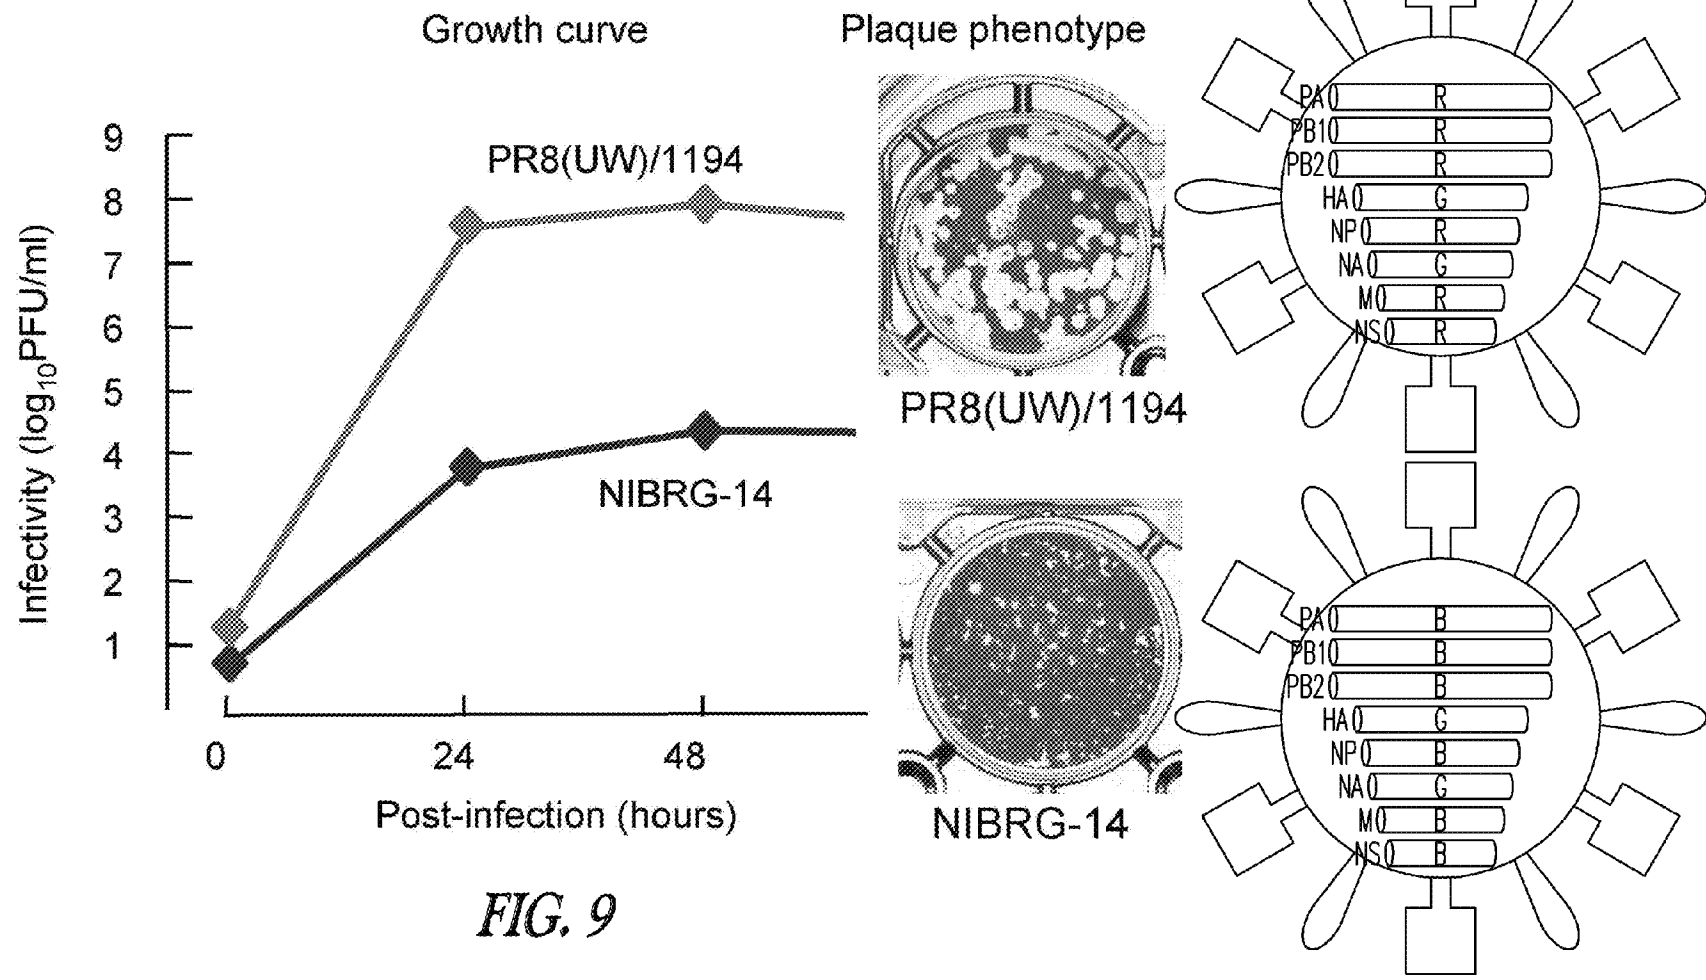 Growth curve
Plaque phenotype
Infectivity (log10PFU/ml)
9
8
7
6
5
4
3
2
1
0
24
48
Post-infection (hours)
PR8(UW)/1194
NIBRG-14
PR8(UW)/1194
NIBRG-14
PA R
PB1 R
PB2 R
HA G
NP R
NA G
M R
NS R
PA B
PB1 B
PB2 B
HA G
NP B
NA G
M B
NS B
FIG. 9